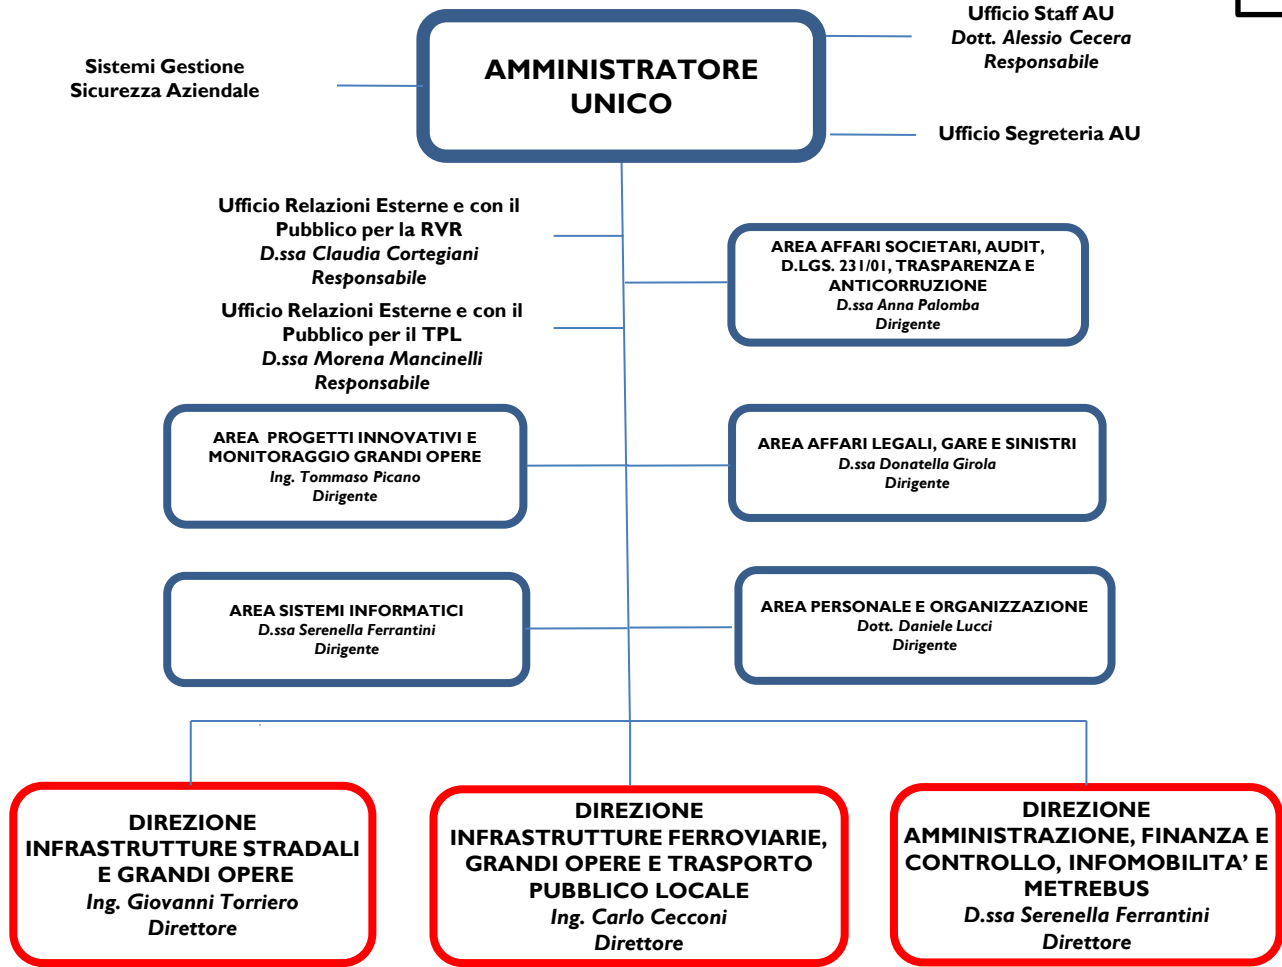 Ufficio Staff AU
Dott. Alessio Cecera
Responsabile
Sistemi Gestione
Sicurezza Aziendale
AMMINISTRATORE
UNICO
Ufficio Segreteria AU
Ufficio Relazioni Esterne e con il
Pubblico per la RVR
D.ssa Claudia Cortegiani
Responsabile
Ufficio Relazioni Esterne e con il
Pubblico per il TPL
D.ssa Morena Mancinelli
Responsabile
AREA AFFARI SOCIETARI, AUDIT,
D.LGS. 231/01, TRASPARENZA E
ANTICORRUZIONE
D.ssa Anna Palomba
Dirigente
AREA PROGETTI INNOVATIVI E
MONITORAGGIO GRANDI OPERE
Ing. Tommaso Picano
Dirigente
AREA AFFARI LEGALI, GARE E SINISTRI
D.ssa Donatella Girola
Dirigente
AREA SISTEMI INFORMATICI
D.ssa Serenella Ferrantini
Dirigente
AREA PERSONALE E ORGANIZZAZIONE
Dott. Daniele Lucci
Dirigente
DIREZIONE
INFRASTRUTTURE STRADALI
E GRANDI OPERE
Ing. Giovanni Torriero
Direttore
DIREZIONE
INFRASTRUTTURE FERROVIARIE,
GRANDI OPERE E TRASPORTO
PUBBLICO LOCALE
Ing. Carlo Cecconi
Direttore
DIREZIONE
AMMINISTRAZIONE, FINANZA E
CONTROLLO, INFOMOBILITA’ E
METREBUS
D.ssa Serenella Ferrantini
Direttore